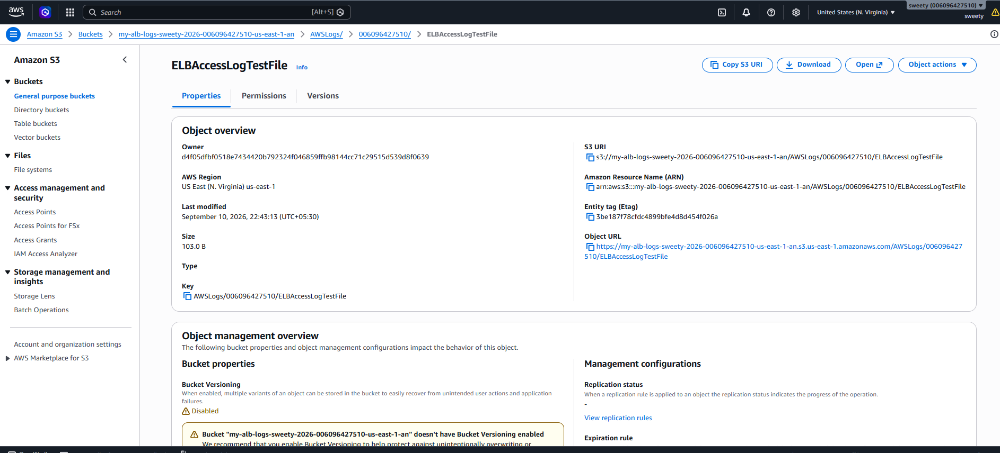 aws
Search
[Alt+S]
United States (N. Virginia)
sweety (006096427510)
sweety
Amazon S3
Buckets
my-alb-logs-sweety-2026-006096427510-us-east-1-an
AWSLogs/
006096427510/
ELBAccessLogTestFile
Amazon S3
Buckets
General purpose buckets
Directory buckets
Table buckets
Vector buckets
Files
File systems
Access management and
security
Access Points
Access Points for FSx
Access Grants
IAM Access Analyzer
Storage management and
insights
Storage Lens
Batch Operations
Account and organization settings
AWS Marketplace for S3
ELBAccessLogTestFile
Info
Copy S3 URI
Download
Open
Object actions
Properties
Permissions
Versions
Object overview
Owner
d4f05dfbf0518e7434420b792324f046859ffb98144cc71c29515d539d8f0639
AWS Region
US East (N. Virginia) us-east-1
Last modified
September 10, 2026, 22:43:13 (UTC+05:30)
Size
103.0 B
Type
Key
AWSLogs/006096427510/ELBAccessLogTestFile
S3 URI
s3://my-alb-logs-sweety-2026-006096427510-us-east-1-an/AWSLogs/006096427510/ELBAccessLogTestFile
Amazon Resource Name (ARN)
arn:aws:s3:::my-alb-logs-sweety-2026-006096427510-us-east-1-an/AWSLogs/006096427510/ELBAccessLogTestFile
Entity tag (Etag)
3be187f78cfdc4899bfe4d8d454f026a
Object URL
https://my-alb-logs-sweety-2026-006096427510-us-east-1-an.s3.us-east-1.amazonaws.com/AWSLogs/006096427
510/ELBAccessLogTestFile
Object management overview
The following bucket properties and object management configurations impact the behavior of this object.
Bucket properties
Bucket Versioning
When enabled, multiple variants of an object can be stored in the bucket to easily recover from unintended user actions and application
failures.
Disabled
Bucket "my-alb-logs-sweety-2026-006096427510-us-east-1-an" doesn't have Bucket Versioning enabled
We recommend that you enable Bucket Versioning to help protect against unintentionally overwriting or
Management configurations
Replication status
When a replication rule is applied to an object the replication status indicates the progress of the operation.
-
View replication rules
Expiration rule